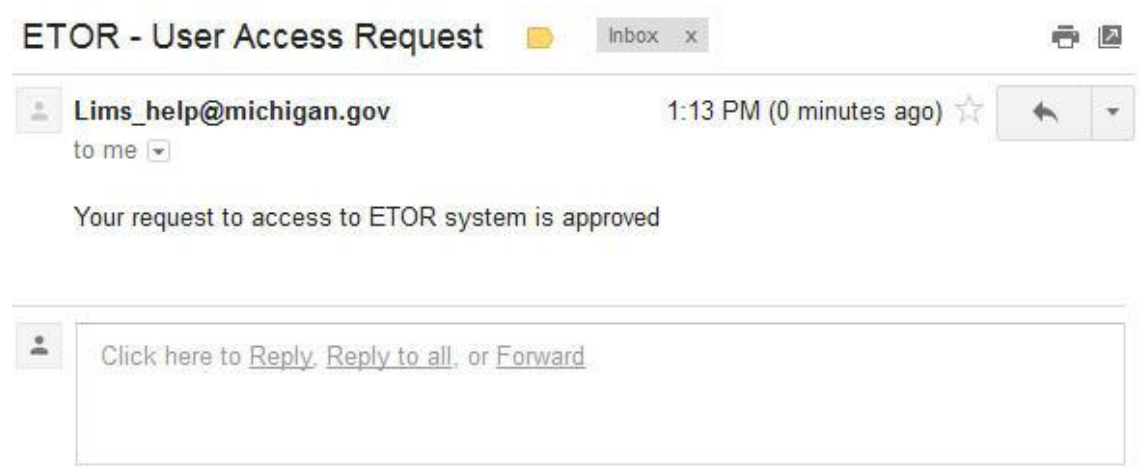 ETOR - User Access Request Inbox x
Lims_help@michigan.gov 1:13 PM (0 minutes ago)
to me
Your request to access to ETOR system is approved
Click here to Reply, Reply to all, or Forward